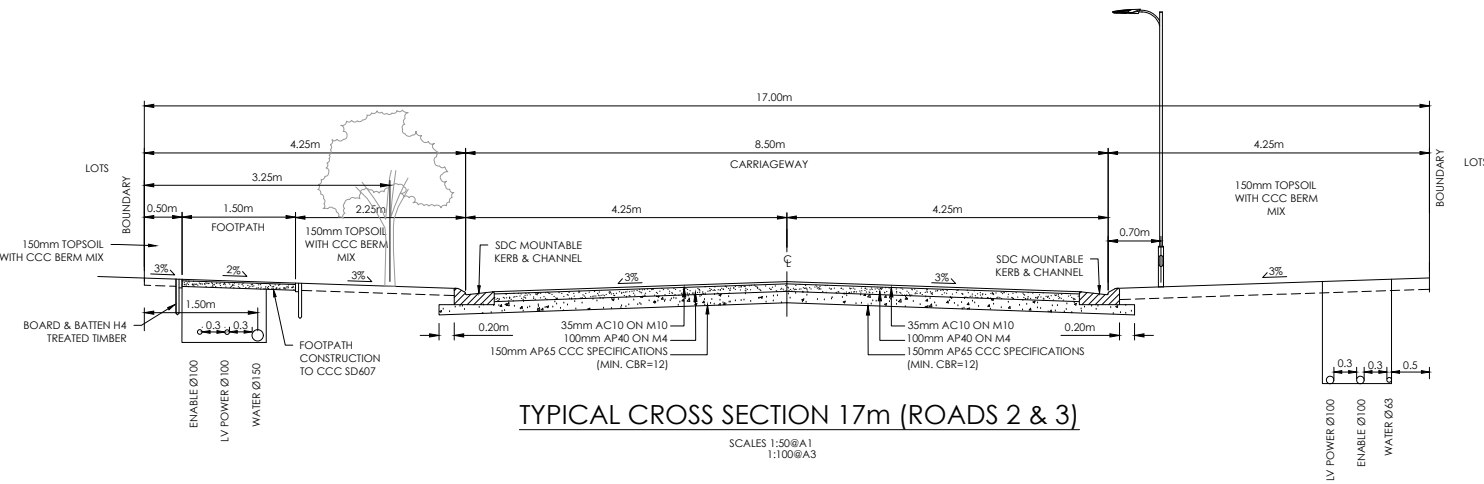 17.00m
4.25m
8.50m
4.25m
CARRIAGEWAY
LOTS
BOUNDARY
3.25m
0.50m
1.50m
FOOTPATH
2.25m
4.25m
4.25m
150mm TOPSOIL
WITH CCC BERM
MIX
BOUNDARY
LOTS
150mm TOPSOIL
WITH CCC BERM MIX
150mm TOPSOIL
WITH CCC BERM
MIX
0.70m
SDC MOUNTABLE
KERB & CHANNEL
℄
SDC MOUNTABLE
KERB & CHANNEL
3%
2%
3%
3%
3%
3%
1.50m
BOARD & BATTEN H4
TREATED TIMBER
0.3
0.3
FOOTPATH
CONSTRUCTION
TO CCC SD607
0.20m
35mm AC10 ON M10
100mm AP40 ON M4
150mm AP65 CCC SPECIFICATIONS
(MIN. CBR=12)
35mm AC10 ON M10
100mm AP40 ON M4
150mm AP65 CCC SPECIFICATIONS
(MIN. CBR=12)
0.20m
0.3
0.3
0.5
ENABLE Ø100
LV POWER Ø100
WATER Ø150
LV POWER Ø100
ENABLE Ø100
WATER Ø63
TYPICAL CROSS SECTION 17m (ROADS 2 & 3)
SCALES 1:50@A1
1:100@A3